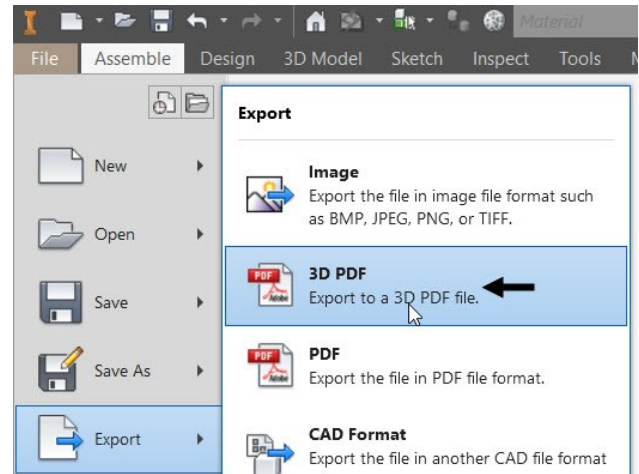 Material
File Assemble Design 3D Model Sketch Inspect Tools
Export
New
Image
Export the file in image file format such
as BMP, JPEG, PNG, or TIFF.
Open
PDF
Adobe
3D PDF
Export to a 3D PDF file.
Save
PDF
Adobe
PDF
Export the file in PDF file format.
Save As
CAD Format
Export the file in another CAD file format
Export